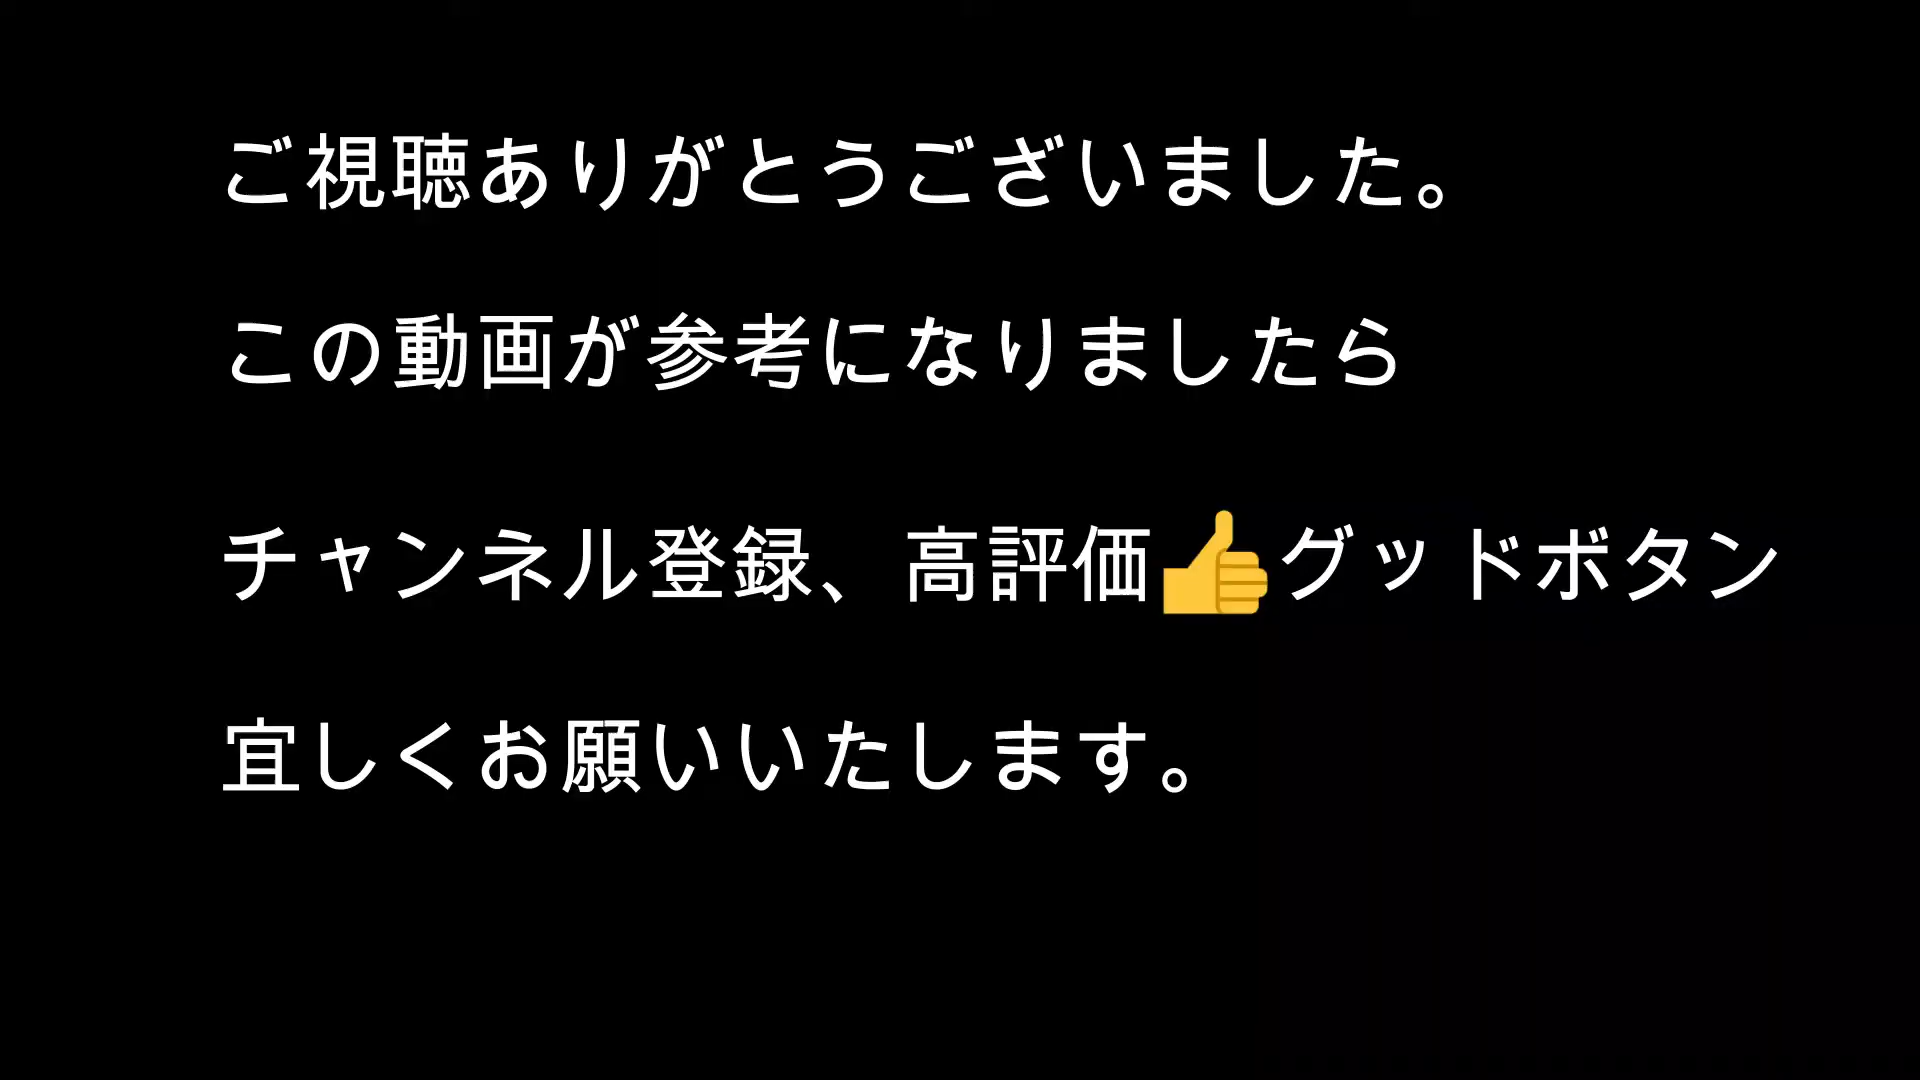 ご視聴ありがとうございました。
この動画が参考になりましたら
チャンネル登録、高評価👍グッドボタン
宜しくお願いいたします。